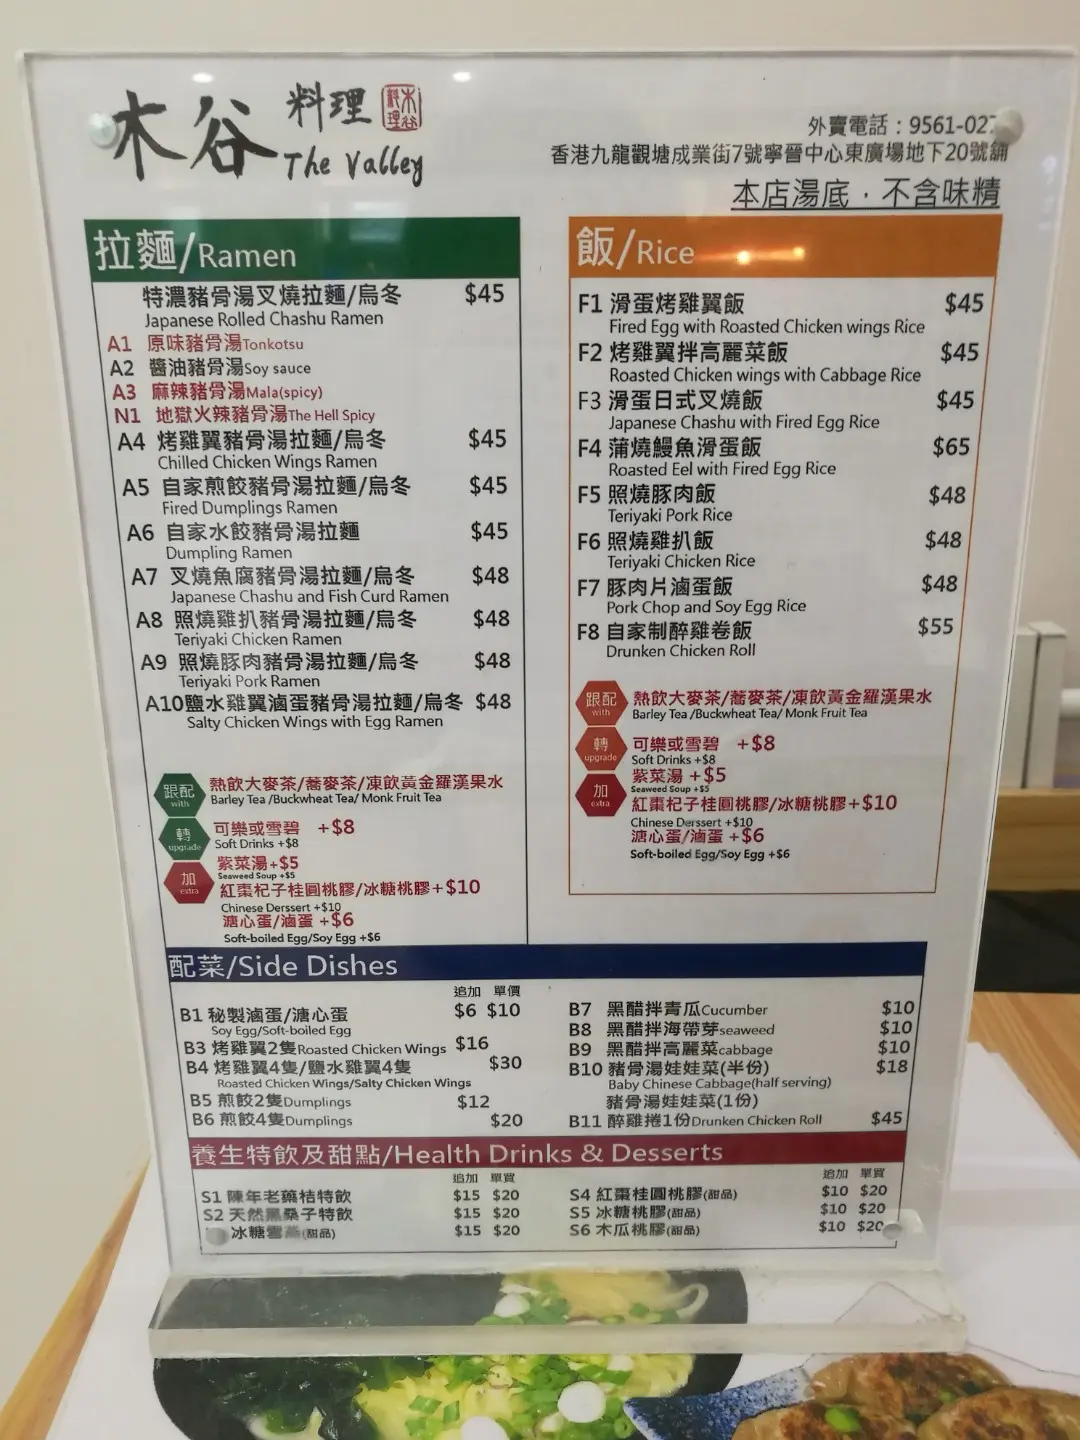 木谷 料理 木谷料理
The Valley
外賣電話：9561-02
香港九龍觀塘成業街7號寧晉中心東廣場地下20號舖
本店湯底，不含味精
拉麵/Ramen
特濃豬骨湯叉燒拉麵/烏冬 $45
Japanese Rolled Chashu Ramen
A1 原味豬骨湯Tonkotsu
A2 醬油豬骨湯Soy sauce
A3 麻辣豬骨湯Mala(spicy)
N1 地獄火辣豬骨湯The Hell Spicy
A4 烤雞翼豬骨湯拉麵/烏冬 $45
Chilled Chicken Wings Ramen
A5 自家煎餃豬骨湯拉麵/烏冬 $45
Fired Dumplings Ramen
A6 自家水餃豬骨湯拉麵 $45
Dumpling Ramen
A7 叉燒魚腐豬骨湯拉麵/烏冬 $48
Japanese Chashu and Fish Curd Ramen
A8 照燒雞扒豬骨湯拉麵/烏冬 $48
Teriyaki Chicken Ramen
A9 照燒豚肉豬骨湯拉麵/烏冬 $48
Teriyaki Pork Ramen
A10鹽水雞翼滷蛋豬骨湯拉麵/烏冬 $48
Salty Chicken Wings with Egg Ramen
跟配 with 熱飲大麥茶/蕎麥茶/凍飲黃金羅漢果水
Barley Tea /Buckwheat Tea/ Monk Fruit Tea
轉 upgrade 可樂或雪碧 +$8
Soft Drinks +$8
加 extra 紫菜湯+$5
Seaweed Soup +$5
紅棗杞子桂圓桃膠/冰糖桃膠+$10
Chinese Derssert +$10
溏心蛋/滷蛋 +$6
Soft-boiled Egg/Soy Egg +$6
飯/Rice
F1 滑蛋烤雞翼飯 $45
Fired Egg with Roasted Chicken wings Rice
F2 烤雞翼拌高麗菜飯 $45
Roasted Chicken wings with Cabbage Rice
F3 滑蛋日式叉燒飯 $45
Japanese Chashu with Fired Egg Rice
F4 蒲燒鰻魚滑蛋飯 $65
Roasted Eel with Fired Egg Rice
F5 照燒豚肉飯 $48
Teriyaki Pork Rice
F6 照燒雞扒飯 $48
Teriyaki Chicken Rice
F7 豚肉片滷蛋飯 $48
Pork Chop and Soy Egg Rice
F8 自家制醉雞卷飯 $55
Drunken Chicken Roll
跟配 with 熱飲大麥茶/蕎麥茶/凍飲黃金羅漢果水
Barley Tea /Buckwheat Tea/ Monk Fruit Tea
轉 upgrade 可樂或雪碧 +$8
Soft Drinks +$8
加 extra 紫菜湯 +$5
Seaweed Soup +$5
紅棗杞子桂圓桃膠/冰糖桃膠+$10
Chinese Derssert +$10
溏心蛋/滷蛋 +$6
Soft-boiled Egg/Soy Egg +$6
配菜/Side Dishes
追加 單價
B1 秘製滷蛋/溏心蛋 $6 $10
Soy Egg/Soft-boiled Egg
B3 烤雞翼2隻Roasted Chicken Wings $16
B4 烤雞翼4隻/鹽水雞翼4隻 $30
Roasted Chicken Wings/Salty Chicken Wings
B5 煎餃2隻Dumplings $12
B6 煎餃4隻Dumplings $20
B7 黑醋拌青瓜Cucumber $10
B8 黑醋拌海帶芽seaweed $10
B9 黑醋拌高麗菜cabbage $10
B10 豬骨湯娃娃菜(半份) $18
Baby Chinese Cabbage(half serving)
豬骨湯娃娃菜(1份)
B11 醉雞捲1份Drunken Chicken Roll $45
養生特飲及甜點/Health Drinks & Desserts
追加 單買
S1 陳年老藥桔特飲 $15 $20
S2 天然黑桑子特飲 $15 $20
冰糖雪燕(甜品) $15 $20
追加 單買
S4 紅棗桂圓桃膠(甜品) $10 $20
S5 冰糖桃膠(甜品) $10 $20
S6 木瓜桃膠(甜品) $10 $20